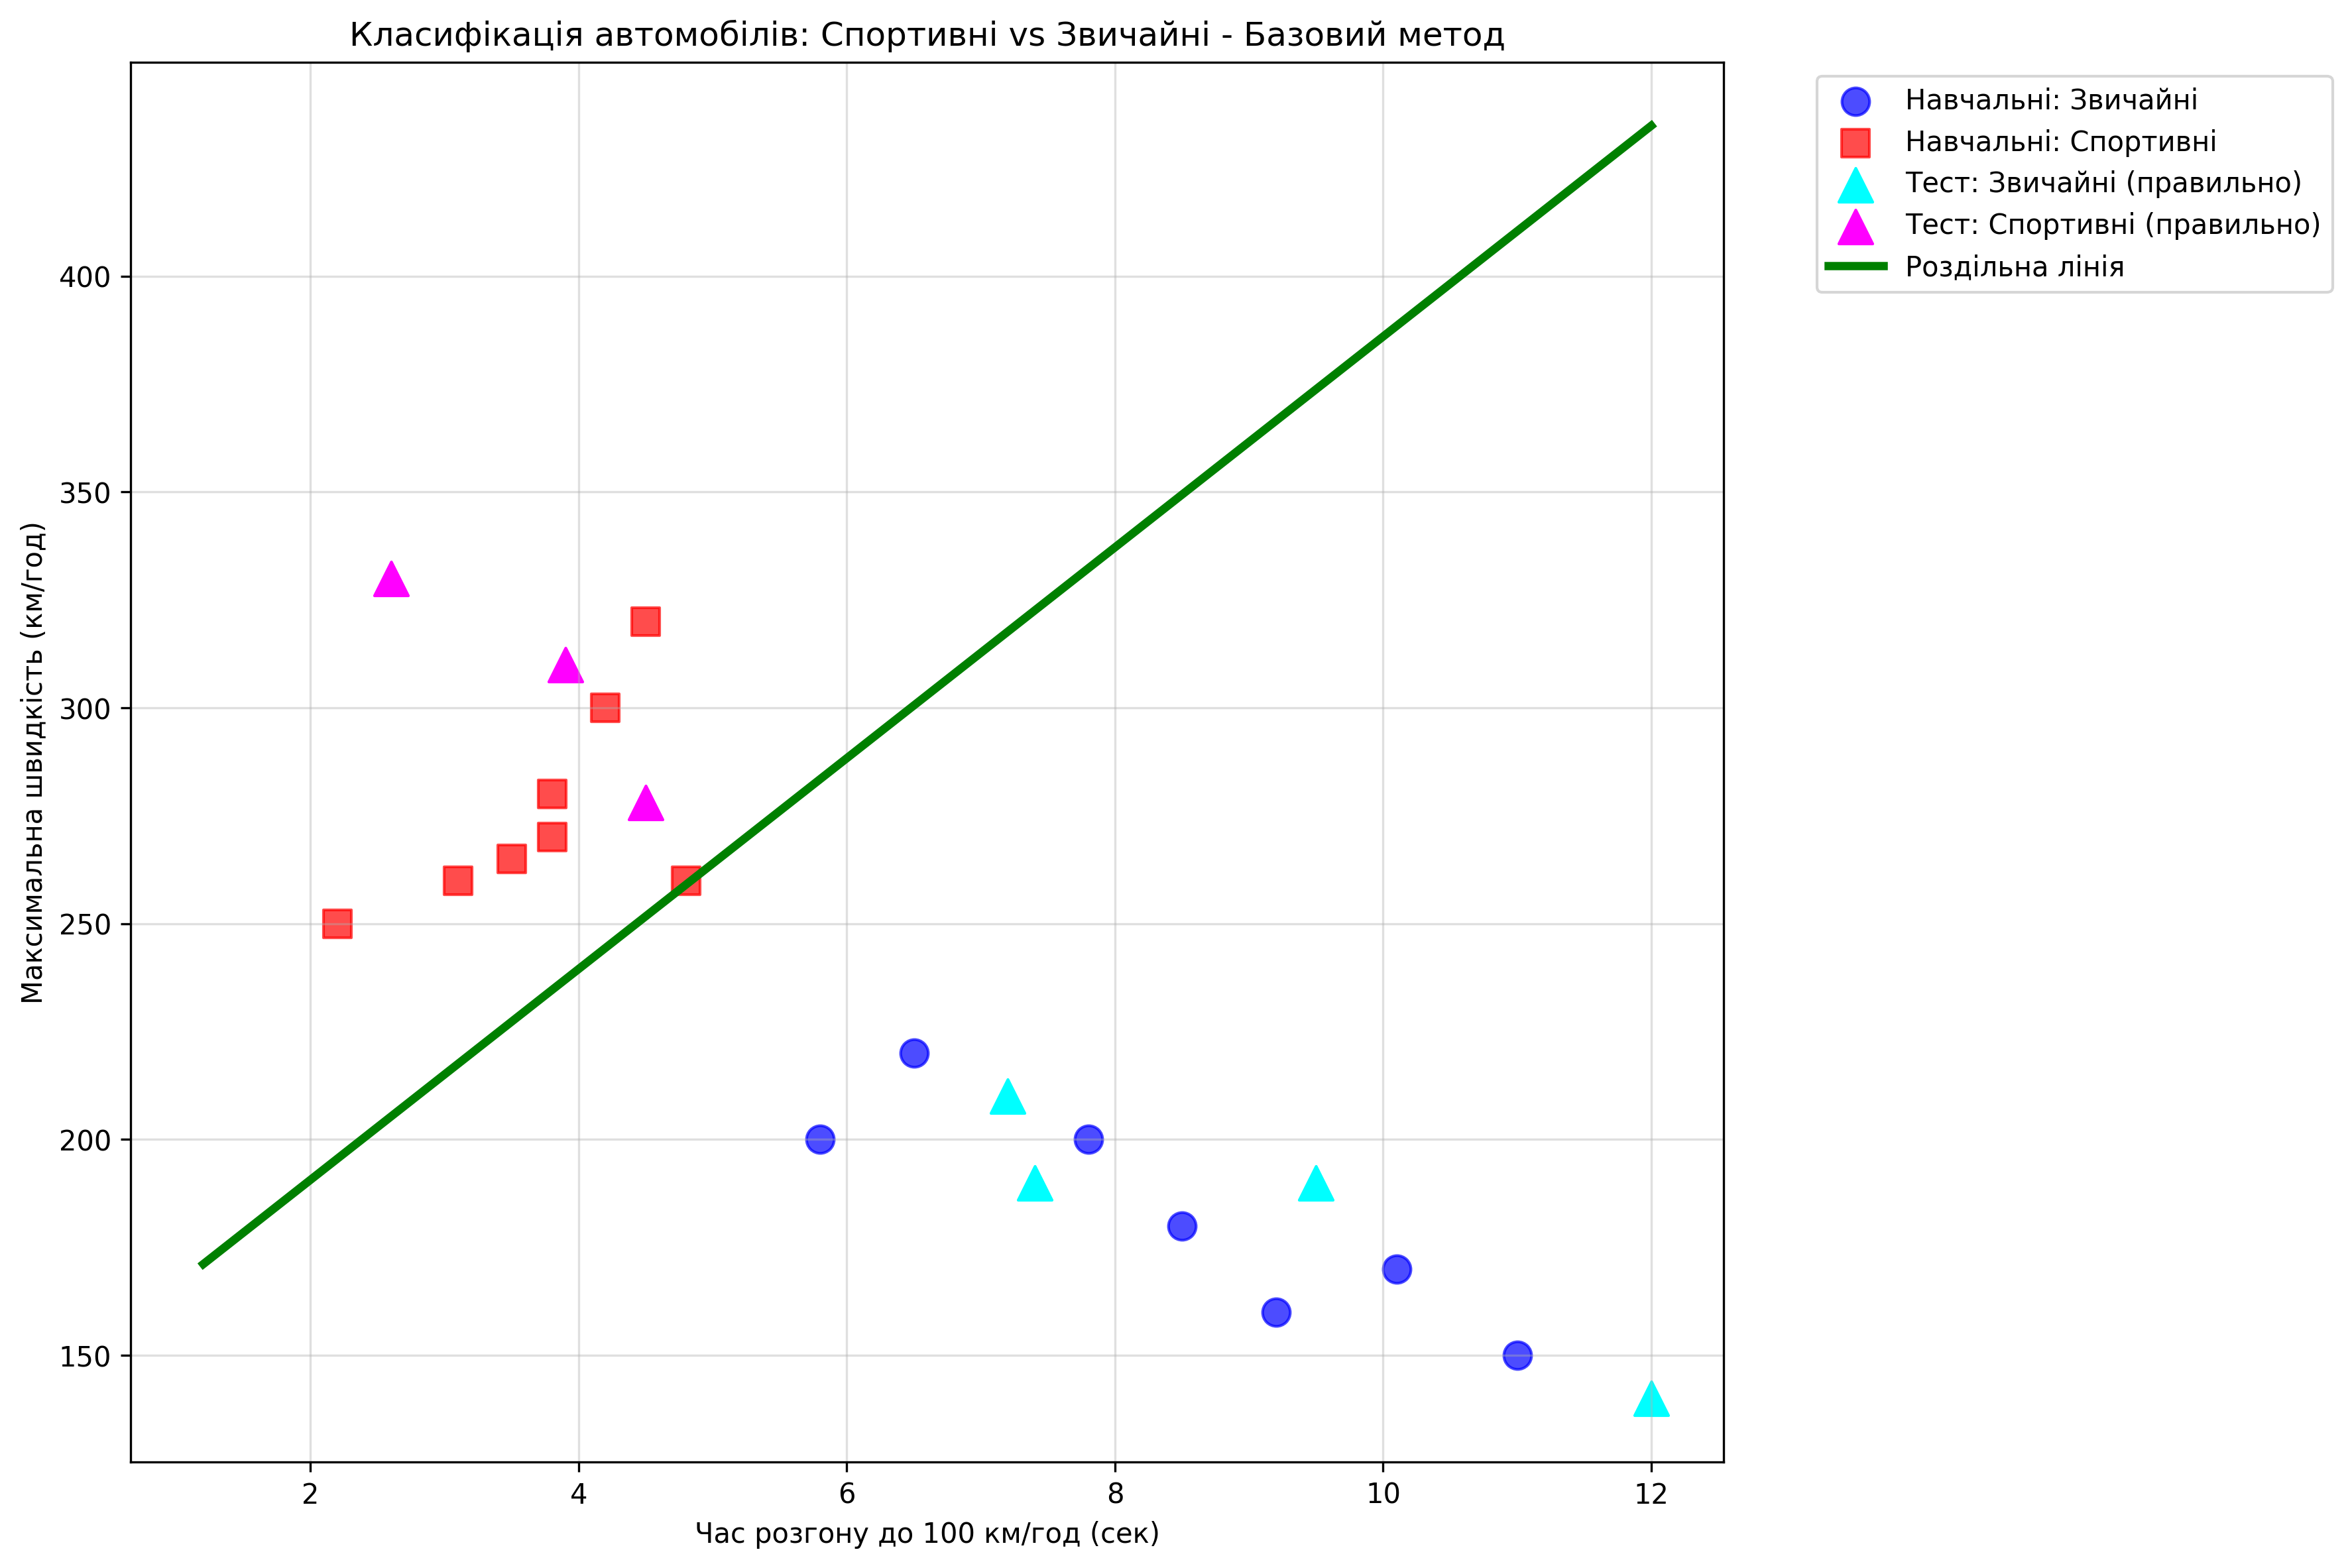 Класифікація автомобілів: Спортивні vs Звичайні - Базовий метод
Навчальні: Звичайні
Навчальні: Спортивні
Тест: Звичайні (правильно)
Тест: Спортивні (правильно)
Роздільна лінія
Максимальна швидкість (км/год)
400
350
300
250
200
150
2 4 6 8 10 12
Час розгону до 100 км/год (сек)